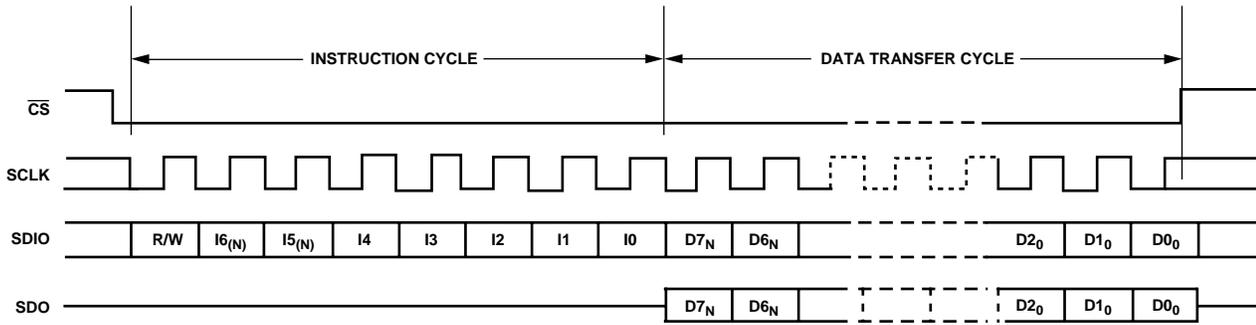 INSTRUCTION CYCLE DATA TRANSFER CYCLE
CS
SCLK
SDIO R/W I6(N) I5(N) I4 I3 I2 I1 I0 D7N D6N D20 D10 D00
SDO D7N D6N D20 D10 D00